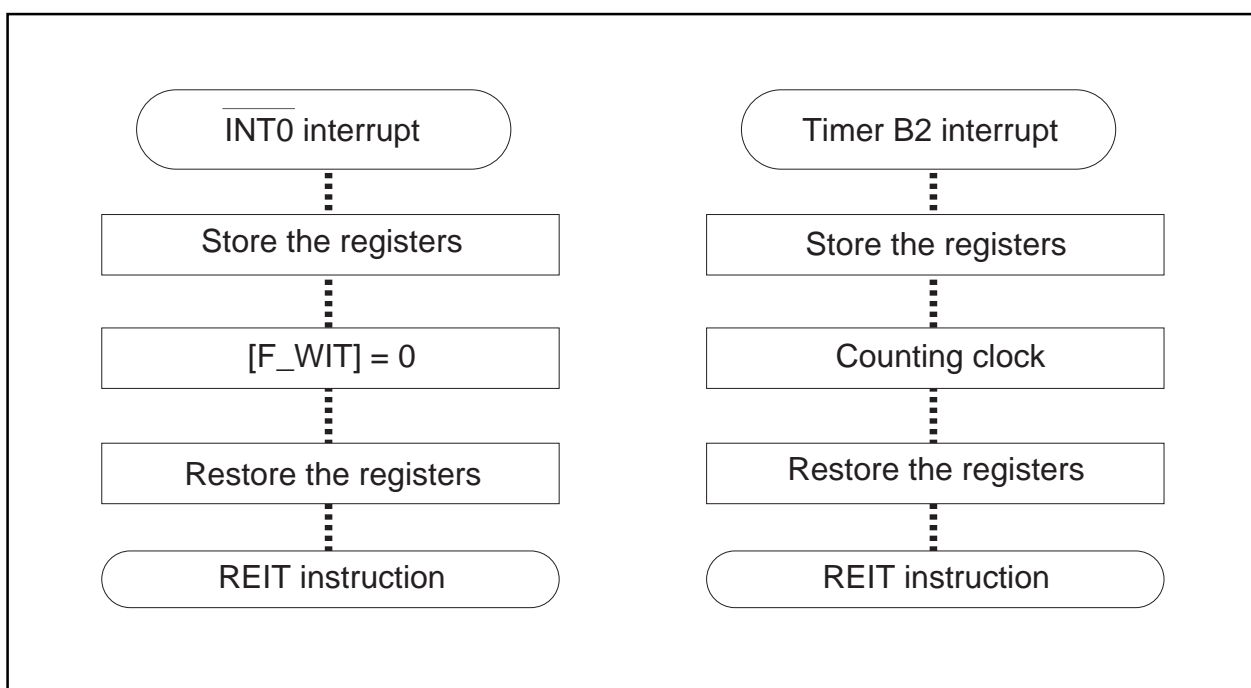 INT0 interrupt
Store the registers
[F_WIT] = 0
Restore the registers
REIT instruction
Timer B2 interrupt
Store the registers
Counting clock
Restore the registers
REIT instruction